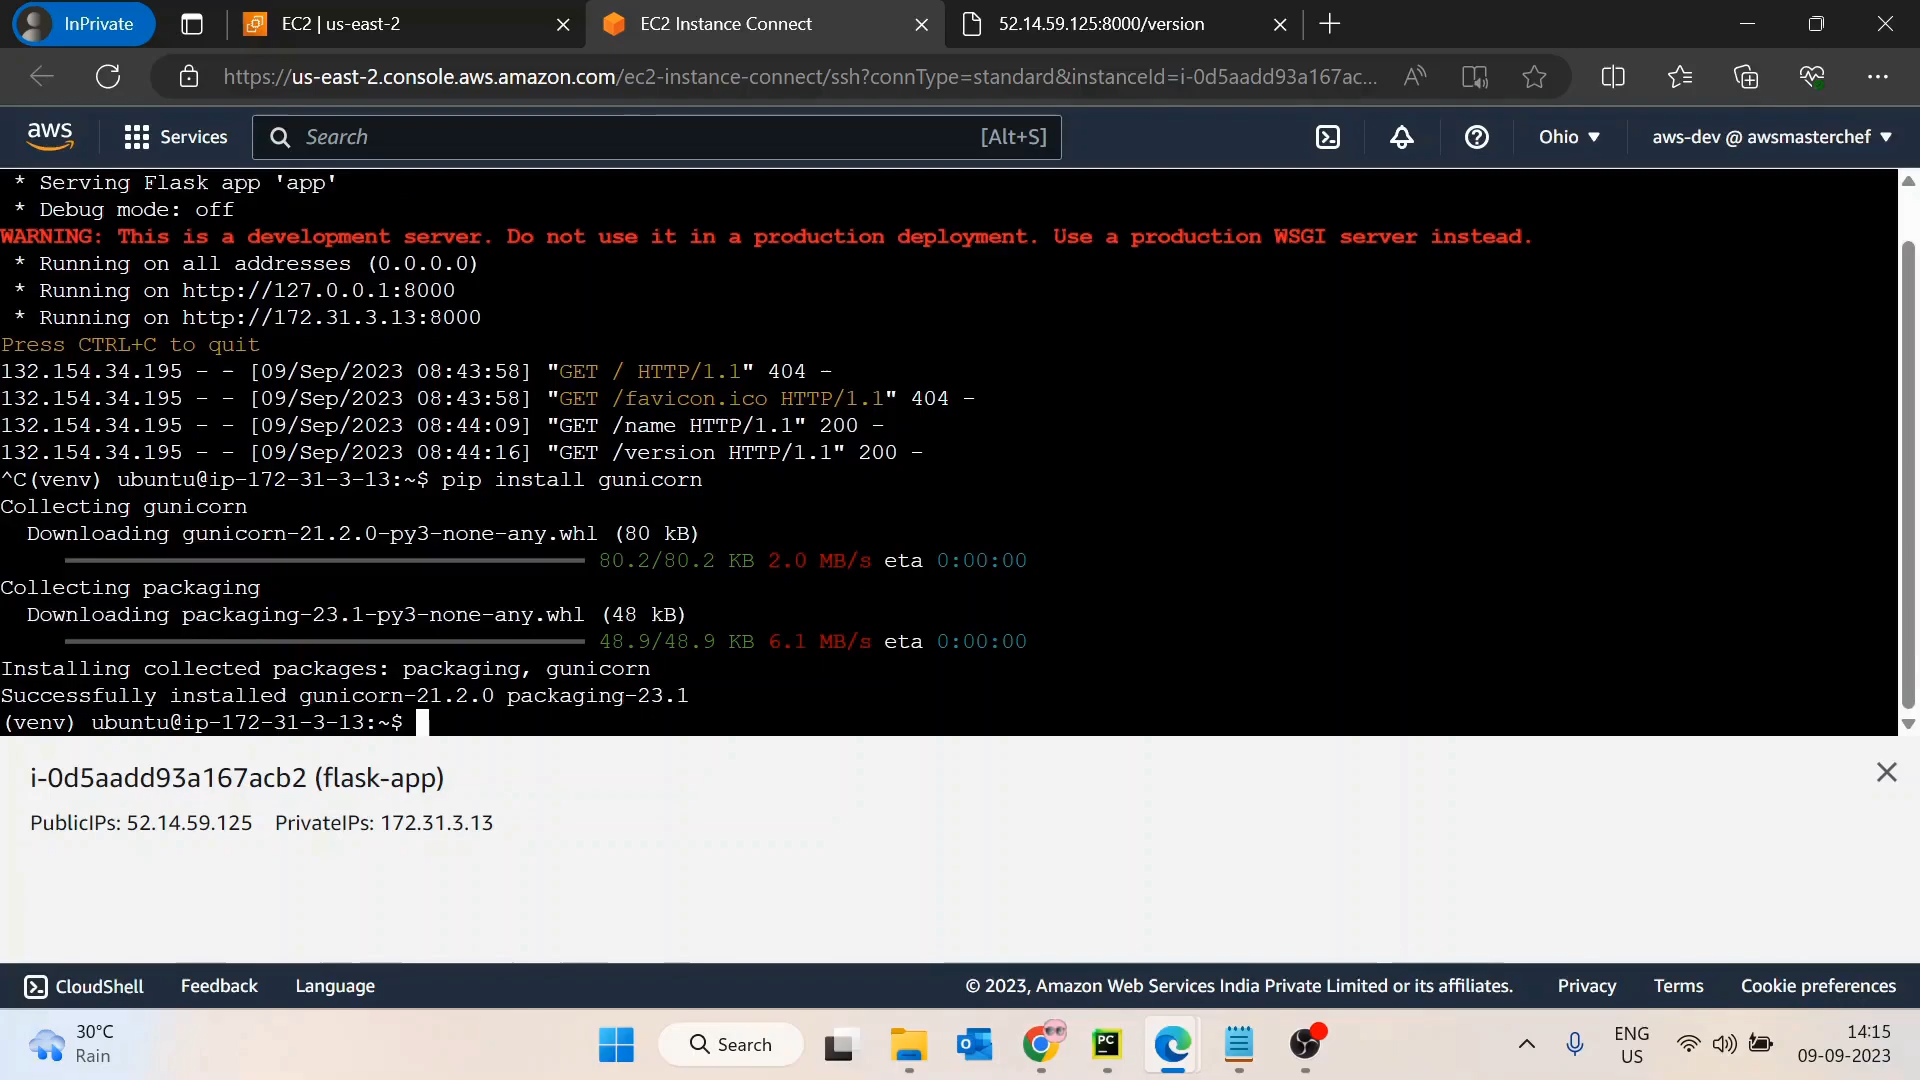 InPrivate
EC2 | us-east-2
EC2 Instance Connect
52.14.59.125:8000/version
https://us-east-2.console.aws.amazon.com/ec2-instance-connect/ssh?connType=standard&instanceId=i-0d5aadd93a167ac...
aws
Services
Search
[Alt+S]
Ohio
aws-dev @ awsmasterchef
* Serving Flask app 'app'
* Debug mode: off
WARNING: This is a development server. Do not use it in a production deployment. Use a production WSGI server instead.
* Running on all addresses (0.0.0.0)
* Running on http://127.0.0.1:8000
* Running on http://172.31.3.13:8000
Press CTRL+C to quit
132.154.34.195 - - [09/Sep/2023 08:43:58] "GET / HTTP/1.1" 404 -
132.154.34.195 - - [09/Sep/2023 08:43:58] "GET /favicon.ico HTTP/1.1" 404 -
132.154.34.195 - - [09/Sep/2023 08:44:09] "GET /name HTTP/1.1" 200 -
132.154.34.195 - - [09/Sep/2023 08:44:16] "GET /version HTTP/1.1" 200 -
^C(venv) ubuntu@ip-172-31-3-13:~$ pip install gunicorn
Collecting gunicorn
Downloading gunicorn-21.2.0-py3-none-any.whl (80 kB)
80.2/80.2 KB 2.0 MB/s eta 0:00:00
Collecting packaging
Downloading packaging-23.1-py3-none-any.whl (48 kB)
48.9/48.9 KB 6.1 MB/s eta 0:00:00
Installing collected packages: packaging, gunicorn
Successfully installed gunicorn-21.2.0 packaging-23.1
(venv) ubuntu@ip-172-31-3-13:~$
i-0d5aadd93a167acb2 (flask-app)
PublicIPs: 52.14.59.125 PrivateIPs: 172.31.3.13
CloudShell
Feedback
Language
© 2023, Amazon Web Services India Private Limited or its affiliates.
Privacy
Terms
Cookie preferences
30°C
Rain
Search
PC
ENG
US
14:15
09-09-2023